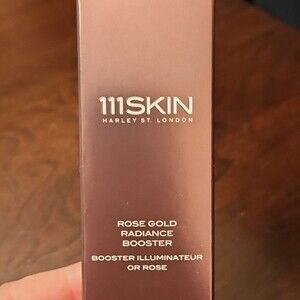 111SKIN
HARLEY ST. LONDON
ROSE GOLD
RADIANCE
BOOSTER
BOOSTER ILLUMINATEUR
OR ROSE